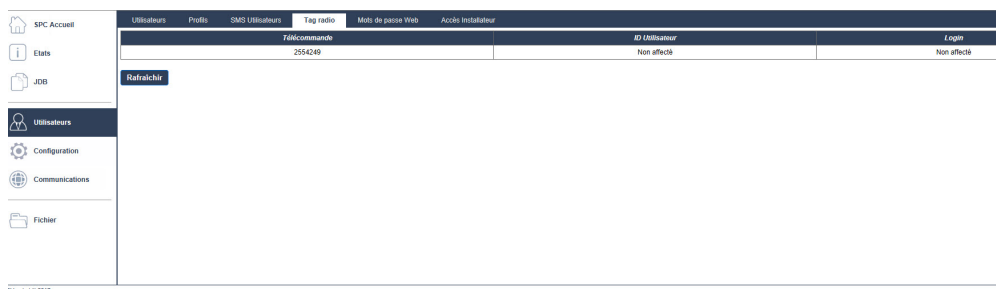 Utilisateurs Profils SMS Utilisateurs Tag radio Mots de passe Web Accès Installateur
SPC Accueil
Etats
JDB
Utilisateurs
Configuration
Communications
Fichier
Télécommande ID Utilisateur Login
2554249 Non affecté Non affecté
Rafraîchir